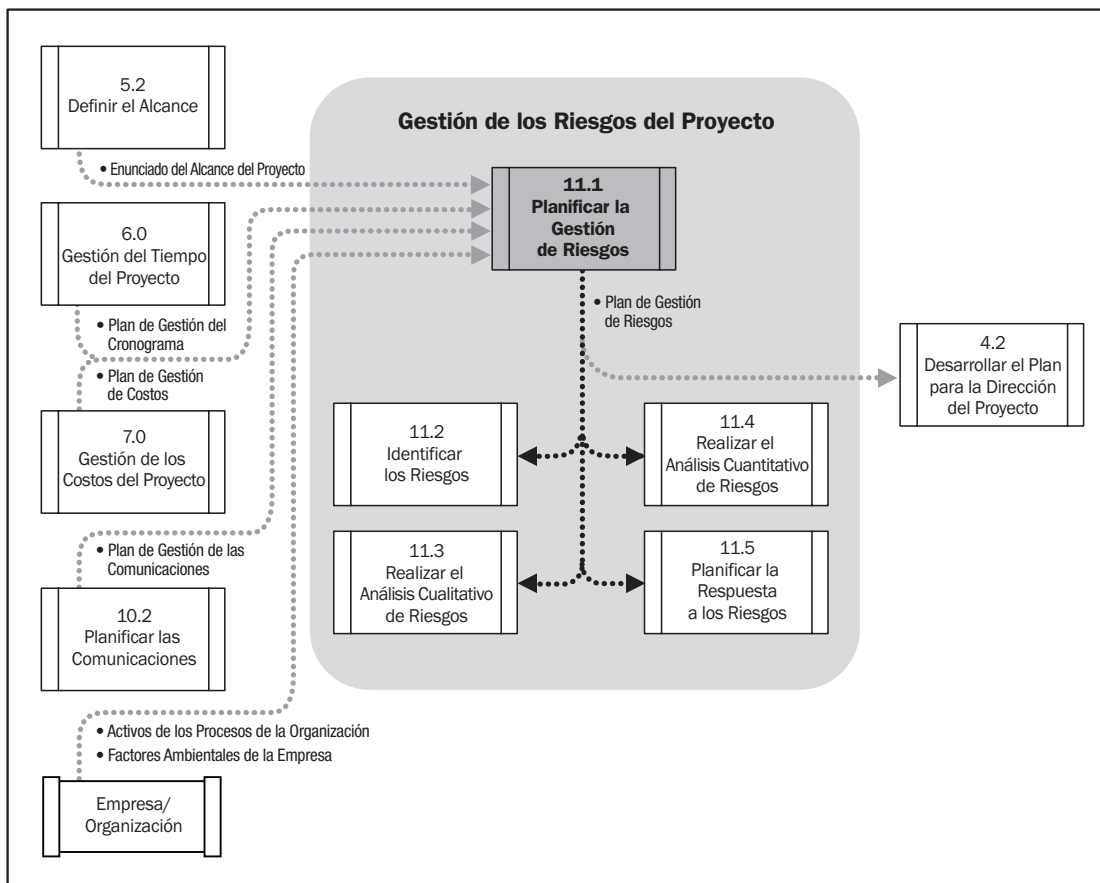 5.2
Definir el Alcance
• Enunciado del Alcance del Proyecto
6.0
Gestión del Tiempo
del Proyecto
• Plan de Gestión del
Cronograma
• Plan de Gestión
de Costos
7.0
Gestión de los
Costos del Proyecto
• Plan de Gestión de las
Comunicaciones
10.2
Planificar las
Comunicaciones
• Activos de los Procesos de la Organización
• Factores Ambientales de la Empresa
Empresa/
Organización
Gestión de los Riesgos del Proyecto
11.1
Planificar la
Gestión
de Riesgos
• Plan de Gestión
de Riesgos
11.2
Identificar
los Riesgos
11.4
Realizar el
Análisis Cuantitativo
de Riesgos
11.3
Realizar el
Análisis Cualitativo
de Riesgos
11.5
Planificar la
Respuesta
a los Riesgos
4.2
Desarrollar el Plan
para la Dirección
del Proyecto